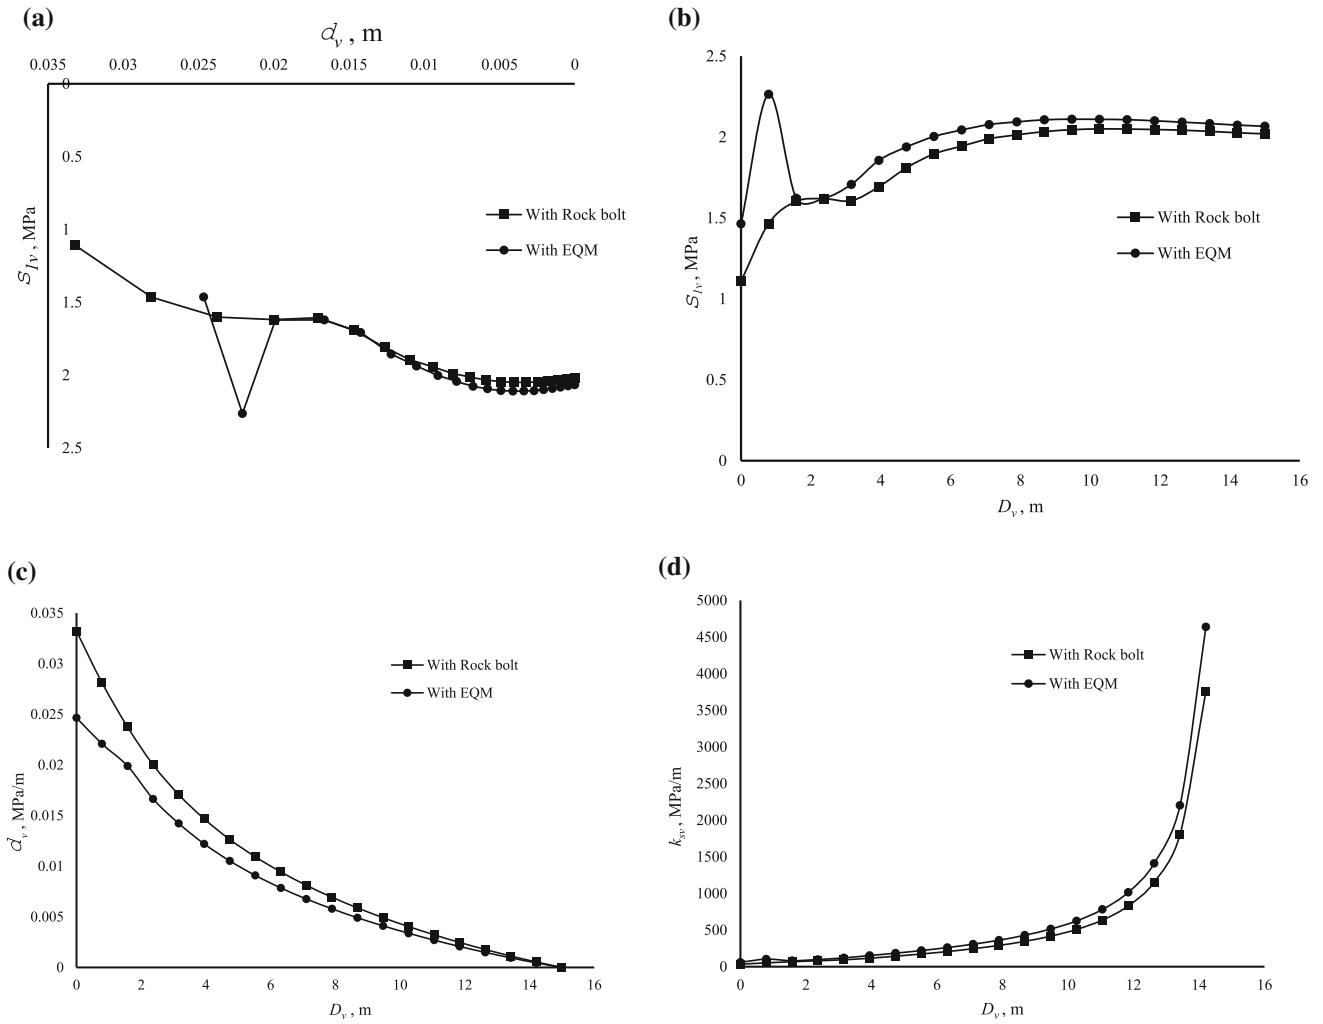 (a)
d_v, m
0.035 0.03 0.025 0.02 0.015 0.01 0.005 0
0
0.5
1
1.5
2
2.5
S_1v, MPa
With Rock bolt
With EQM
(b)
2.5
2
1.5
1
0.5
0
S_1v, MPa
With Rock bolt
With EQM
0 2 4 6 8 10 12 14 16
D_v, m
(c)
0.035
0.03
0.025
0.02
0.015
0.01
0.005
0
d_v, MPa/m
With Rock bolt
With EQM
0 2 4 6 8 10 12 14 16
D_v, m
(d)
5000
4500
4000
3500
3000
2500
2000
1500
1000
500
0
k_sv, MPa/m
With Rock bolt
With EQM
0 2 4 6 8 10 12 14 16
D_v, m